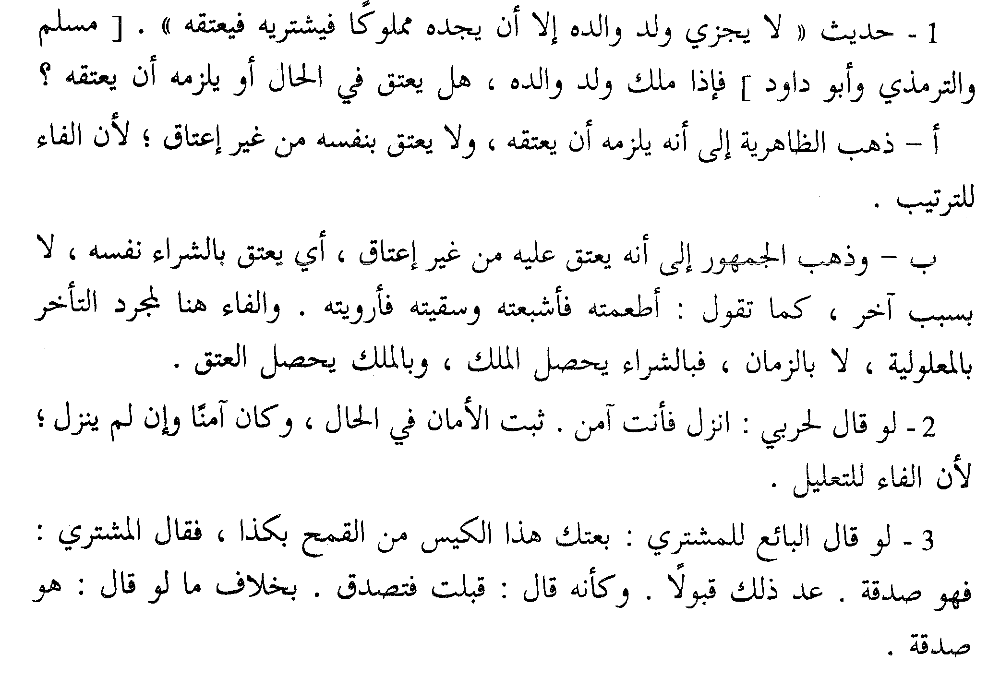 1 - حديث « لا يجزي ولد والده إلا أن يجده مملوكًا فيشتريه فيعتقه » . [ مسلم
والترمذي وأبو داود ] فإذا ملك ولد والده ، هل يعتق في الحال أو يلزمه أن يعتقه ؟
أ – ذهب الظاهرية إلى أنه يلزمه أن يعتقه ، ولا يعتق بنفسه من غير إعتاق ؛ لأن الفاء
للترتيب .
ب – وذهب الجمهور إلى أنه يعتق عليه من غير إعتاق ، أي يعتق بالشراء نفسه ، لا
بسبب آخر ، كما تقول : أطعمته فأشبعته وسقيته فأرويته . والفاء هنا لمجرد التأخر
بالمعلولية ، لا بالزمان ، فبالشراء يحصل الملك ، وبالملك يحصل العتق .
2 - لو قال لحربي : انزل فأنت آمن . ثبت الأمان في الحال ، وكان آمنًا وإن لم ينزل ؛
لأن الفاء للتعليل .
3 - لو قال البائع للمشتري : بعتك هذا الكيس من القمح بكذا ، فقال المشتري :
فهو صدقة . عد ذلك قبولًا . وكأنه قال : قبلت فتصدق . بخلاف ما لو قال : هو
صدقة .